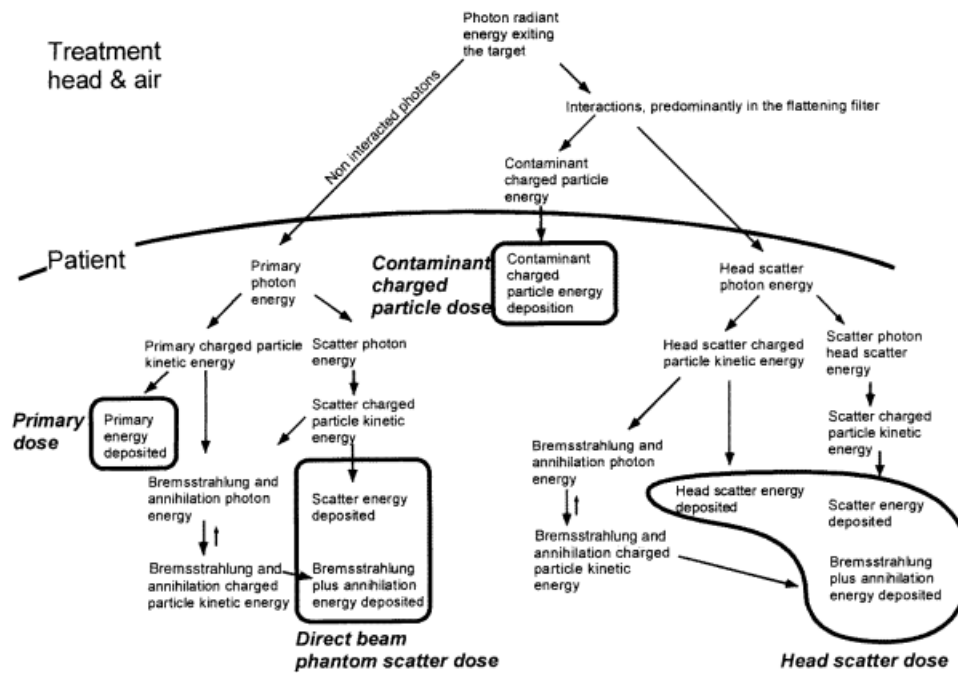 Treatment
head & air
Photon radiant
energy exiting
the target
Non interacted photons
Interactions, predominantly in the flattening filter
Contaminant
charged particle
energy
Patient
Primary
photon
energy
Contaminant
charged
particle dose
Contaminant
charged
particle energy
deposition
Head scatter
photon energy
Primary charged particle
kinetic energy
Scatter photon
energy
Head scatter charged
particle kinetic energy
Scatter photon
head scatter
energy
Primary
dose
Primary
energy
deposited
Scatter charged
particle kinetic
energy
Scatter charged
particle kinetic
energy
Bremsstrahlung and
annihilation photon
energy
Bremsstrahlung and
annihilation photon
energy
Scatter energy
deposited
Head scatter energy
deposited
Scatter energy
deposited
Bremsstrahlung and
annihilation charged
particle kinetic energy
Bremsstrahlung
plus annihilation
energy deposited
Bremsstrahlung and
annihilation charged
particle kinetic
energy
Bremsstrahlung
plus annihilation
energy deposited
Direct beam
phantom scatter dose
Head scatter dose